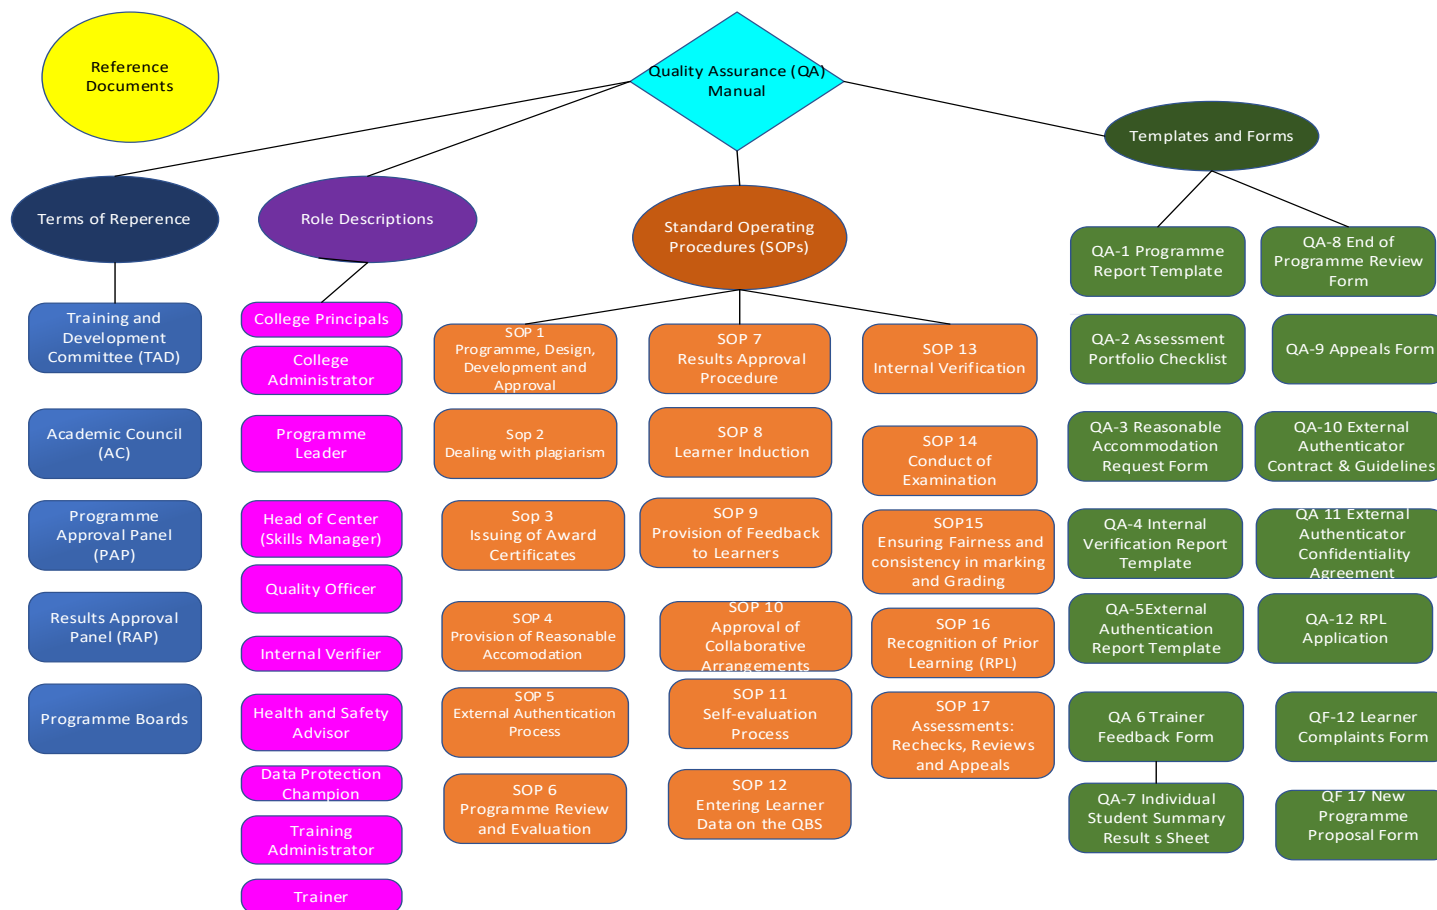 Reference
Documents
Quality Assurance (QA)
Manual
Templates and Forms
Terms of Reperence
Role Descriptions
Standard Operating
Procedures (SOPs)
Training and
Development
Committee (TAD)
Academic Council
(AC)
Programme
Approval Panel
(PAP)
Results Approval
Panel (RAP)
Programme Boards
College Principals
College
Administrator
Programme
Leader
Head of Center
(Skills Manager)
Quality Officer
Internal Verifier
Health and Safety
Advisor
Data Protection
Champion
Training
Administrator
Trainer
SOP 1
Programme, Design,
Development and
Approval
Sop 2
Dealing with plagiarism
Sop 3
Issuing of Award
Certificates
SOP 4
Provision of Reasonable
Accomodation
SOP 5
External Authentication
Process
SOP 6
Programme Review
and Evaluation
SOP 7
Results Approval
Procedure
SOP 8
Learner Induction
SOP 9
Provision of Feedback
to Learners
SOP 10
Approval of
Collaborative
Arrangements
SOP 11
Self-evaluation
Process
SOP 12
Entering Learner
Data on the QBS
SOP 13
Internal Verification
SOP 14
Conduct of
Examination
SOP15
Ensuring Fairness and
consistency in marking
and Grading
SOP 16
Recognition of Prior
Learning (RPL)
SOP 17
Assessments:
Rechecks, Reviews
and Appeals
QA-1 Programme
Report Template
QA-2 Assessment
Portfolio Checklist
QA-3 Reasonable
Accommodation
Request Form
QA-4 Internal
Verification Report
Template
QA-5External
Authentication
Report Template
QA 6 Trainer
Feedback Form
QA-7 Individual
Student Summary
Result s Sheet
QA-8 End of
Programme Review
Form
QA-9 Appeals Form
QA-10 External
Authenticator
Contract & Guidelines
QA 11 External
Authenticator
Confidentiality
Agreement
QA-12 RPL
Application
QF-12 Learner
Complaints Form
QF 17 New
Programme
Proposal Form